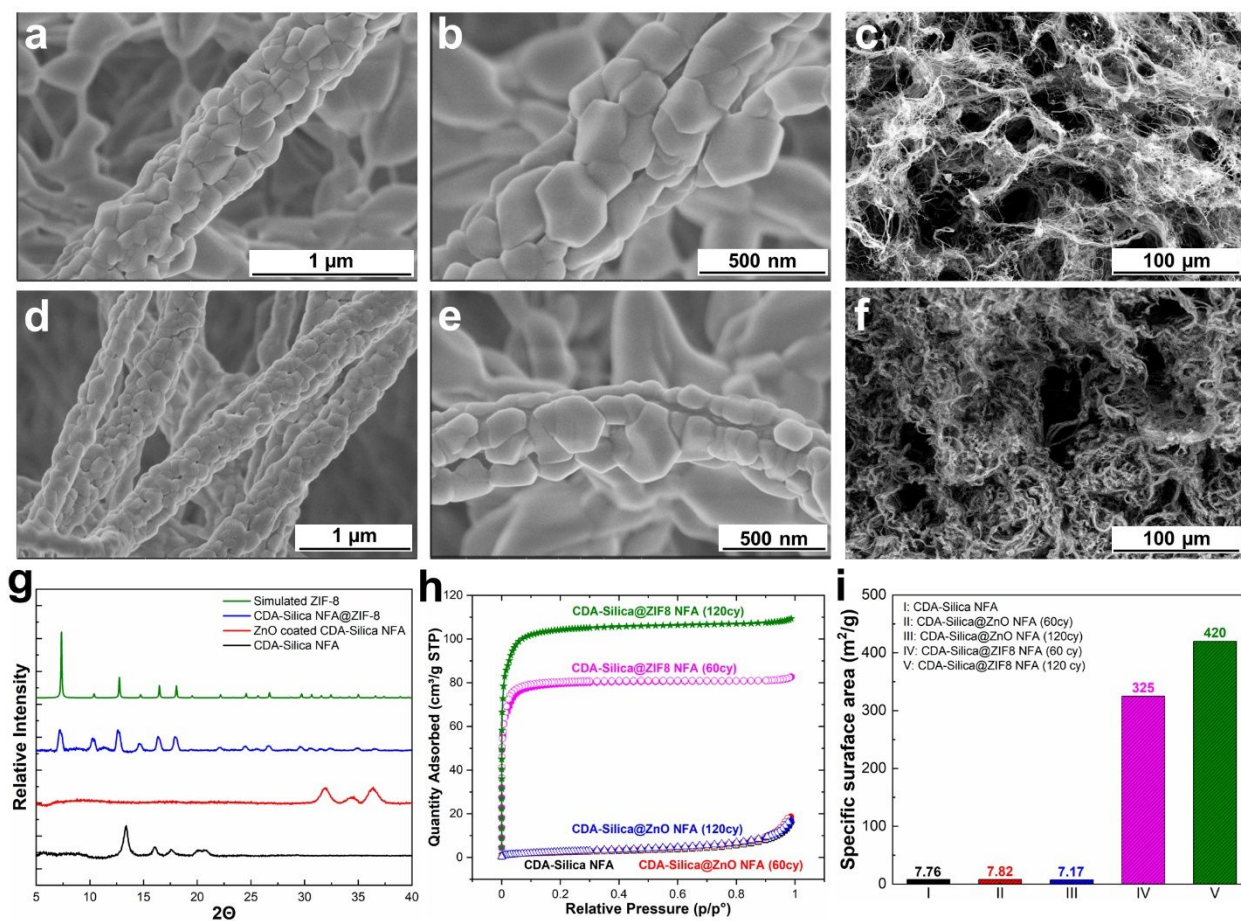 a
1 µm
b
500 nm
c
100 µm
d
1 µm
e
500 nm
f
100 µm
g
Simulated ZIF-8
CDA-Silica NFA@ZIF-8
ZnO coated CDA-Silica NFA
CDA-Silica NFA
Relative Intensity
5 10 15 20 25 30 35 40
2Θ
h
CDA-Silica@ZIF8 NFA (120cy)
CDA-Silica@ZIF8 NFA (60cy)
CDA-Silica@ZnO NFA (120cy)
CDA-Silica NFA
CDA-Silica@ZnO NFA (60cy)
Quantity Adsorbed (cm³/g STP)
120
100
80
60
40
20
0
0 0.2 0.4 0.6 0.8 1
Relative Pressure (p/p°)
i
I: CDA-Silica NFA
II: CDA-Silica@ZnO NFA (60cy)
III: CDA-Silica@ZnO NFA (120cy)
IV: CDA-Silica@ZIF8 NFA (60 cy)
V: CDA-Silica@ZIF8 NFA (120 cy)
Specific suraface area (m²/g)
500
400
300
200
100
0
7.76
7.82
7.17
325
420
I II III IV V